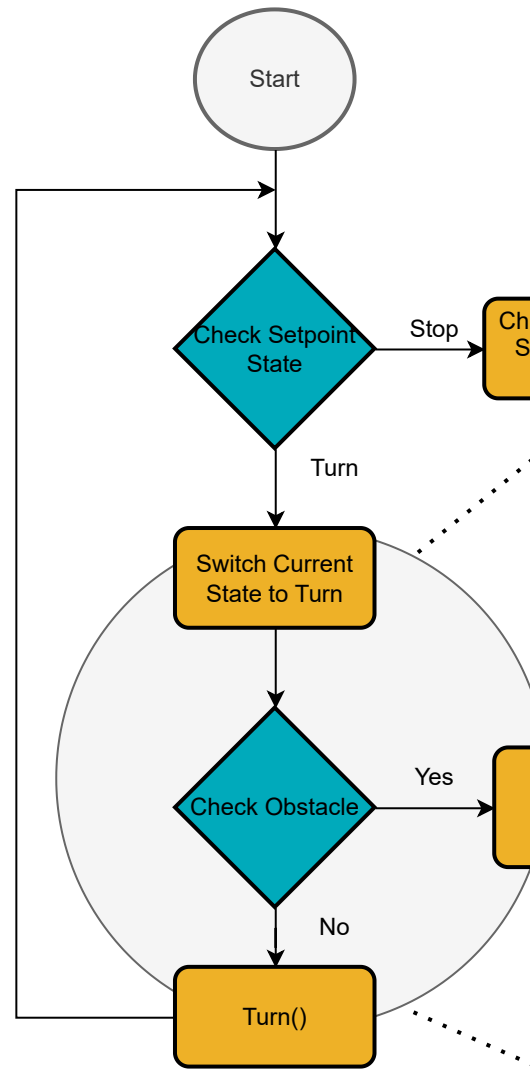 Start
Check Setpoint
State
Stop
Turn
Switch Current
State to Turn
Check Obstacle
Yes
No
Turn()